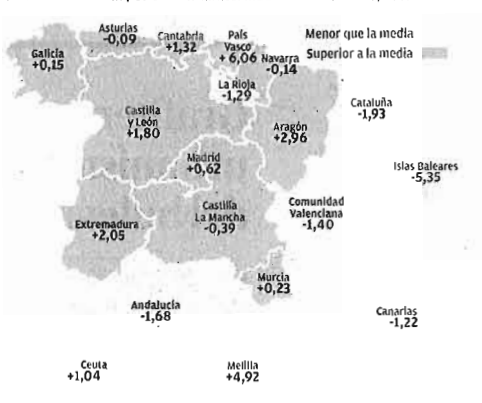 Menor que la media
Superior a la media
Asturias
-0,09
Cantabria
+1,32
País
Vasco
+ 6,06
Navarra
-0,14
Galicia
+0,15
La Rioja
-1,29
Cataluña
-1,93
Castilla
y León
+1,80
Aragón
+2,96
Madrid
+0,62
Islas Baleares
-5,35
Castilla
La Mancha
-0,39
Comunidad
Valenciana
-1,40
Extremadura
+2,05
Murcia
+0,23
Andalucía
-1,68
Canarias
-1,22
Ceuta
+1,04
Melilla
+4,92